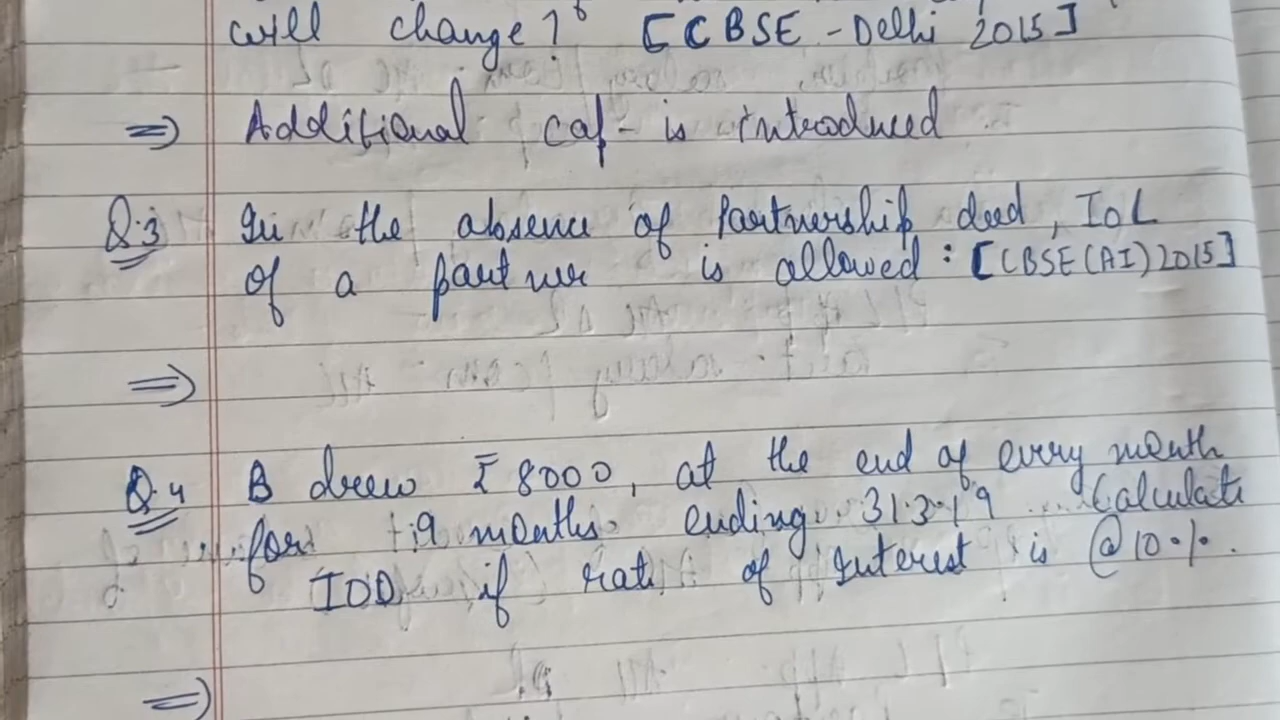 will change? [CBSE - Delhi 2015]
=> Additional cap- is introduced
Q.3 In the absence of Partnership deed, IOL
of a partner is allowed: [CBSE(AI)2015]
=>
Q.4 B drew ₹8000, at the end of every month
for 9 months ending 31.3.19 Calculate
IOD if rate of Interest is @10%.
=>